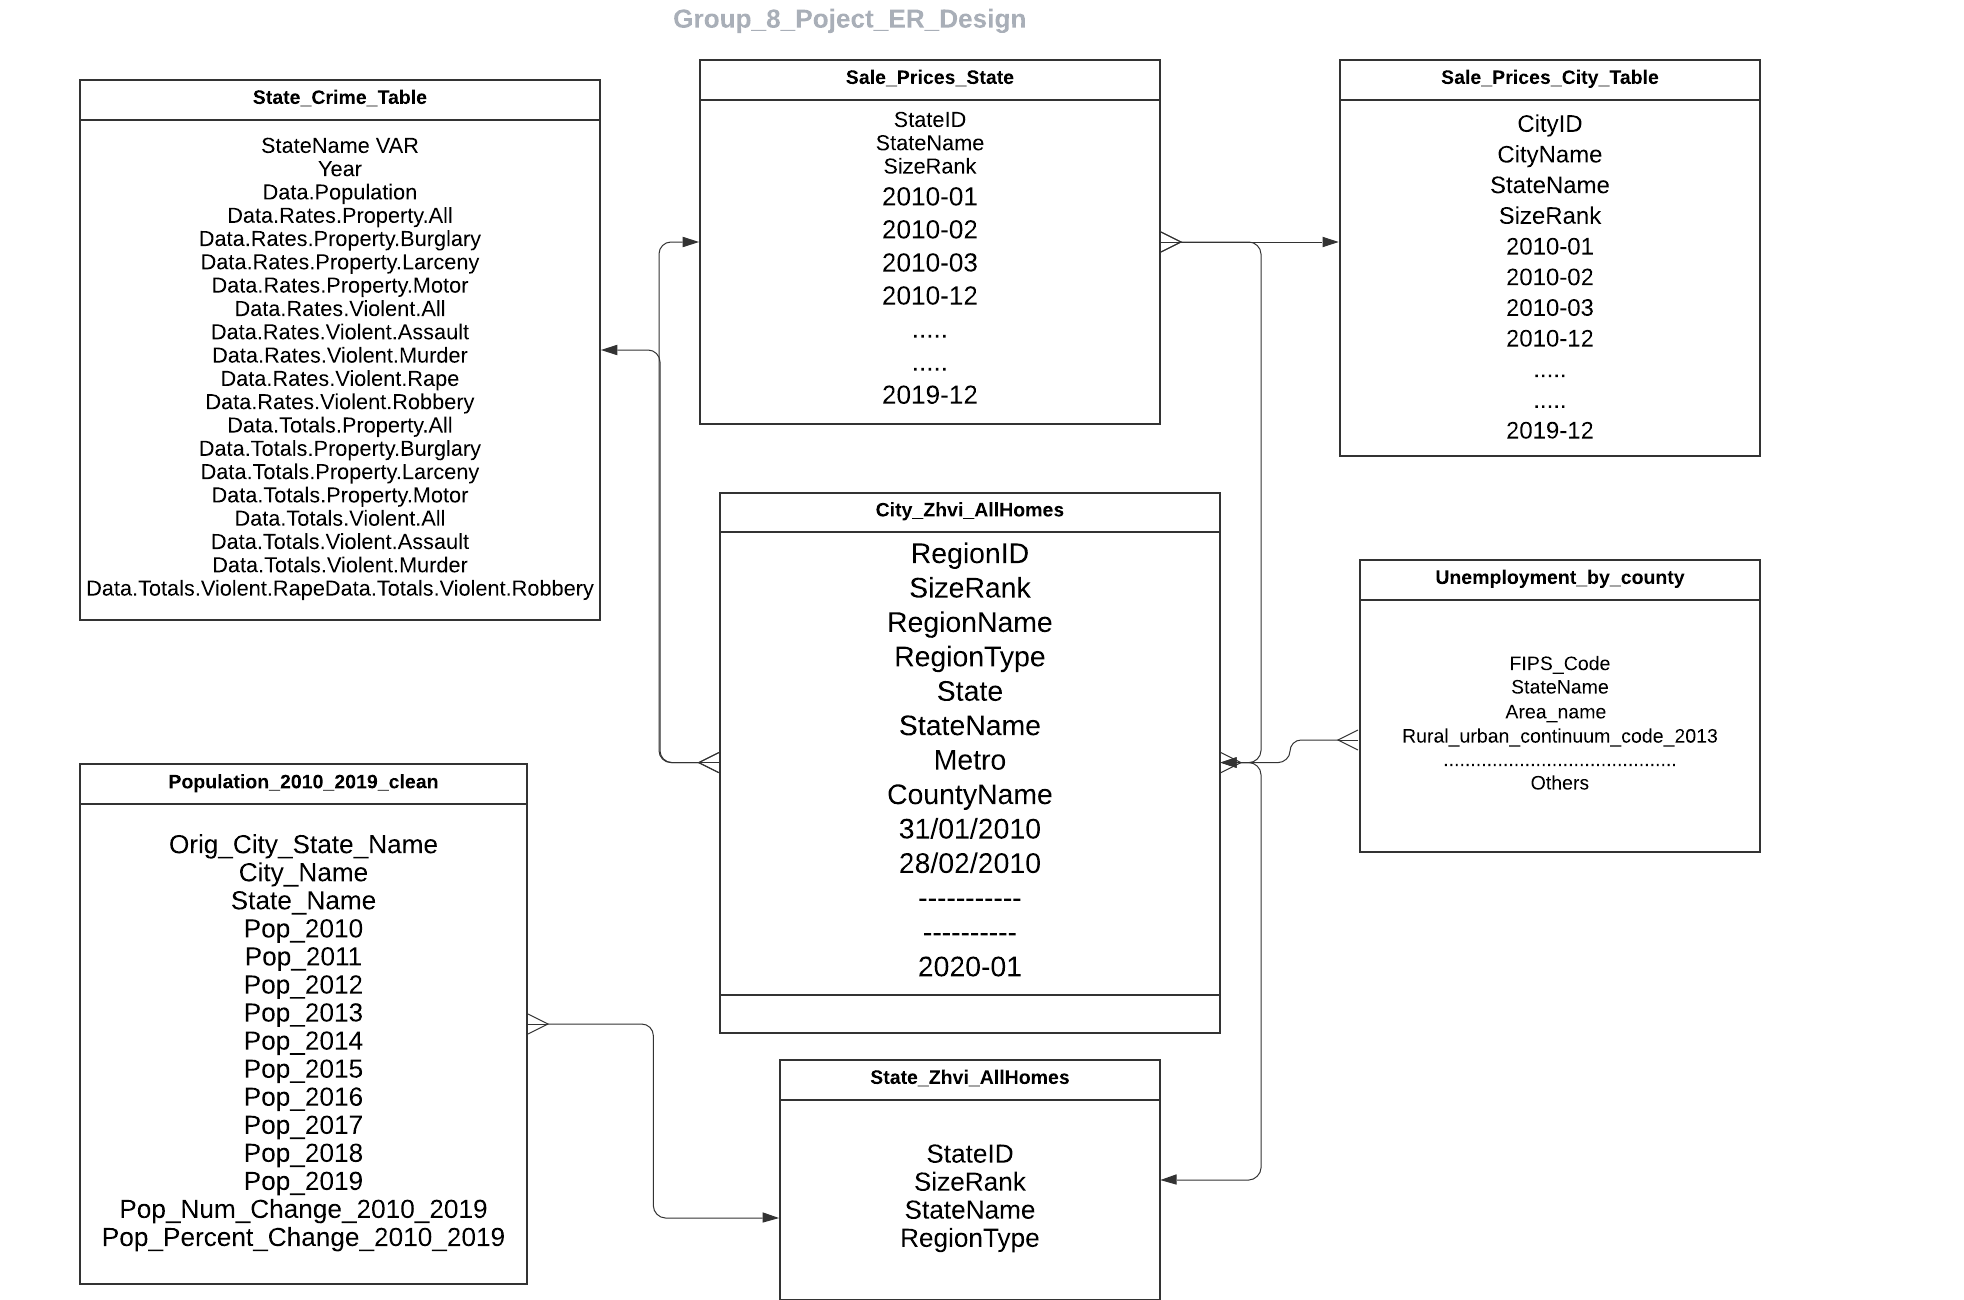 Group_8_Poject_ER_Design
State_Crime_Table
StateName VAR
Year
Data.Population
Data.Rates.Property.All
Data.Rates.Property.Burglary
Data.Rates.Property.Larceny
Data.Rates.Property.Motor
Data.Rates.Violent.All
Data.Rates.Violent.Assault
Data.Rates.Violent.Murder
Data.Rates.Violent.Rape
Data.Rates.Violent.Robbery
Data.Totals.Property.All
Data.Totals.Property.Burglary
Data.Totals.Property.Larceny
Data.Totals.Property.Motor
Data.Totals.Violent.All
Data.Totals.Violent.Assault
Data.Totals.Violent.Murder
Data.Totals.Violent.RapeData.Totals.Violent.Robbery
Sale_Prices_State
StateID
StateName
SizeRank
2010-01
2010-02
2010-03
2010-12
.....
.....
2019-12
Sale_Prices_City_Table
CityID
CityName
StateName
SizeRank
2010-01
2010-02
2010-03
2010-12
.....
.....
2019-12
City_Zhvi_AllHomes
RegionID
SizeRank
RegionName
RegionType
State
StateName
Metro
CountyName
31/01/2010
28/02/2010
-----------
----------
2020-01
Unemployment_by_county
FIPS_Code
StateName
Area_name
Rural_urban_continuum_code_2013
...........................................
Others
Population_2010_2019_clean
Orig_City_State_Name
City_Name
State_Name
Pop_2010
Pop_2011
Pop_2012
Pop_2013
Pop_2014
Pop_2015
Pop_2016
Pop_2017
Pop_2018
Pop_2019
Pop_Num_Change_2010_2019
Pop_Percent_Change_2010_2019
State_Zhvi_AllHomes
StateID
SizeRank
StateName
RegionType